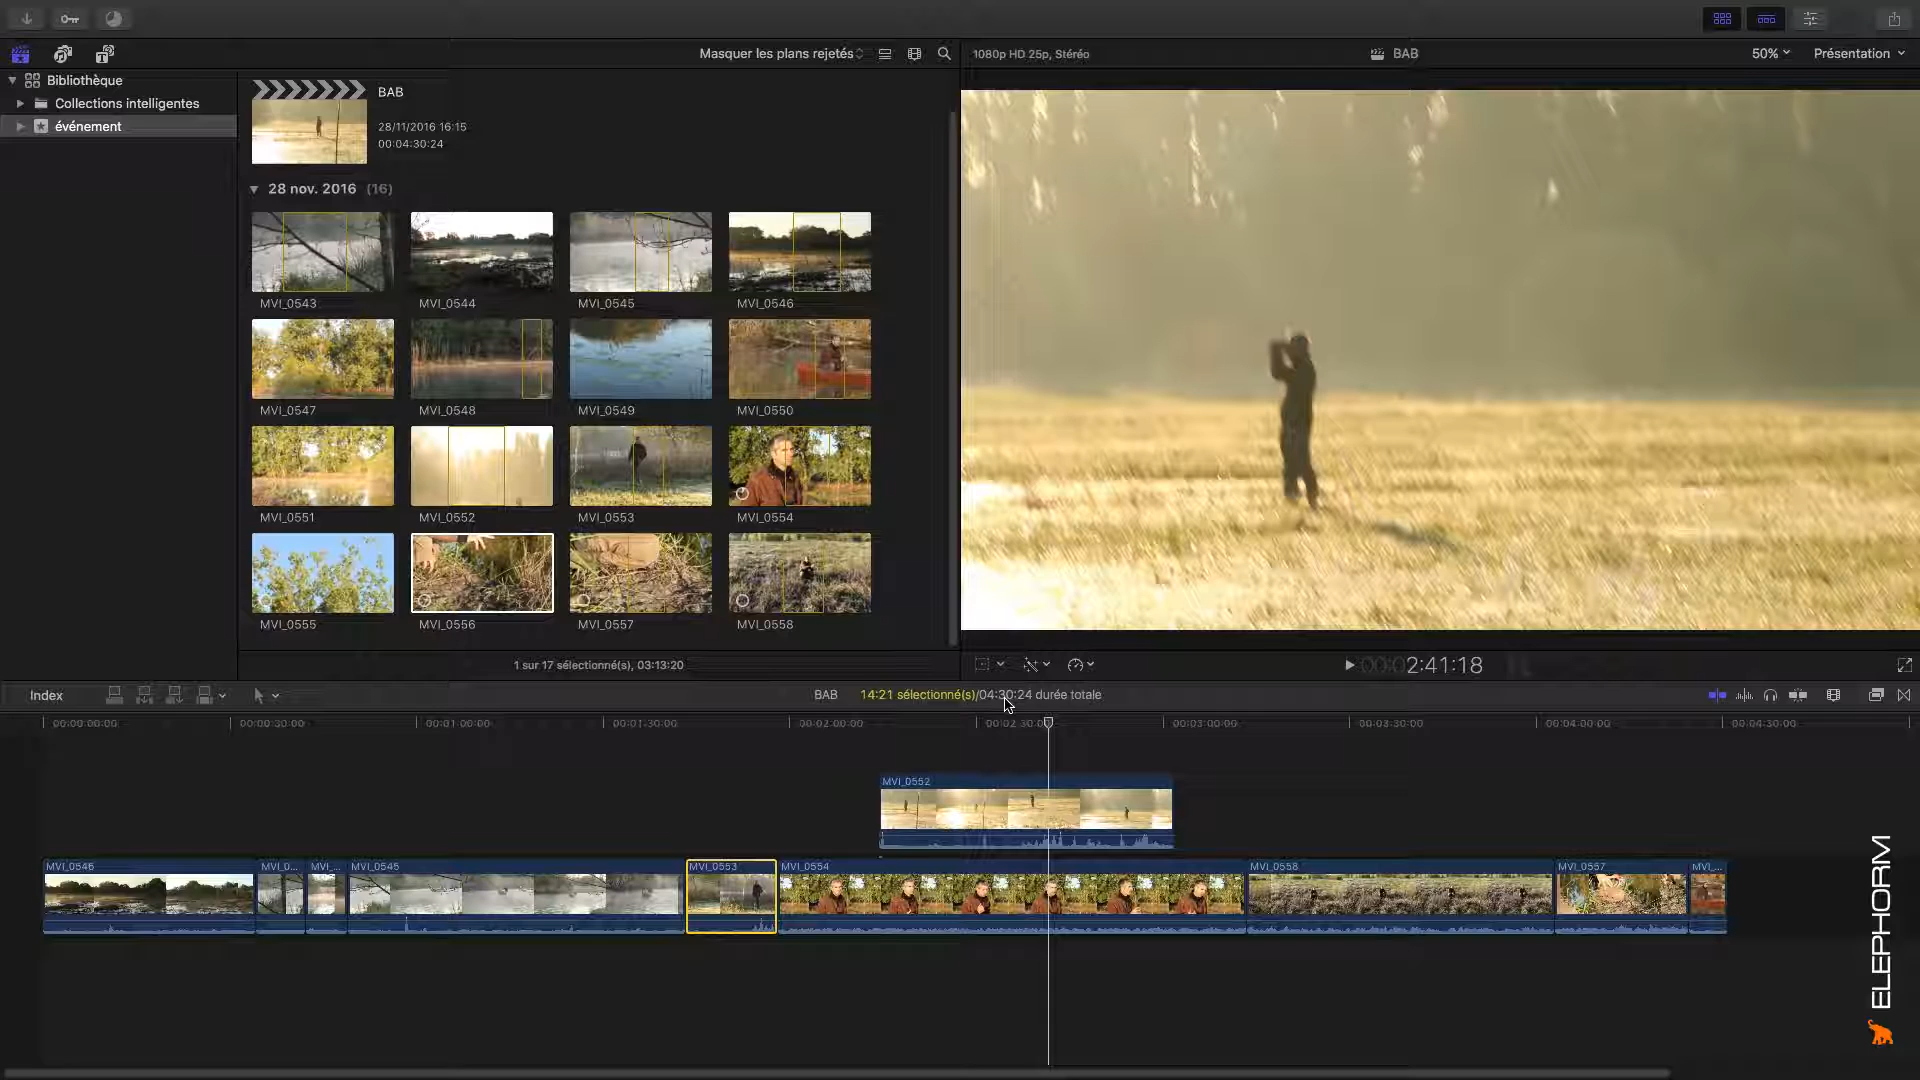 Masquer les plans rejetés
1080p HD 25p, Stéréo
BAB
50%
Présentation
Bibliothèque
Collections intelligentes
événement
BAB
28/11/2016 16:15
00:04:30:24
28 nov. 2016 (16)
MVI_0543
MVI_0544
MVI_0545
MVI_0546
MVI_0547
MVI_0548
MVI_0549
MVI_0550
MVI_0551
MVI_0552
MVI_0553
MVI_0554
MVI_0555
MVI_0556
MVI_0557
MVI_0558
1 sur 17 sélectionné(s), 03:13:20
00:02:41:18
Index
BAB
14:21 sélectionné(s)/04:30:24 durée totale
00:00:00:00
00:00:30:00
00:01:00:00
00:01:30:00
00:02:00:00
00:02:30:00
00:03:00:00
00:03:30:00
00:04:00:00
00:04:30:00
MVI_0552
MVI_0546
MVI_0...
MVI_...
MVI_0545
MVI_0553
MVI_0554
MVI_0558
MVI_0557
MVI_...
ELEPHORM